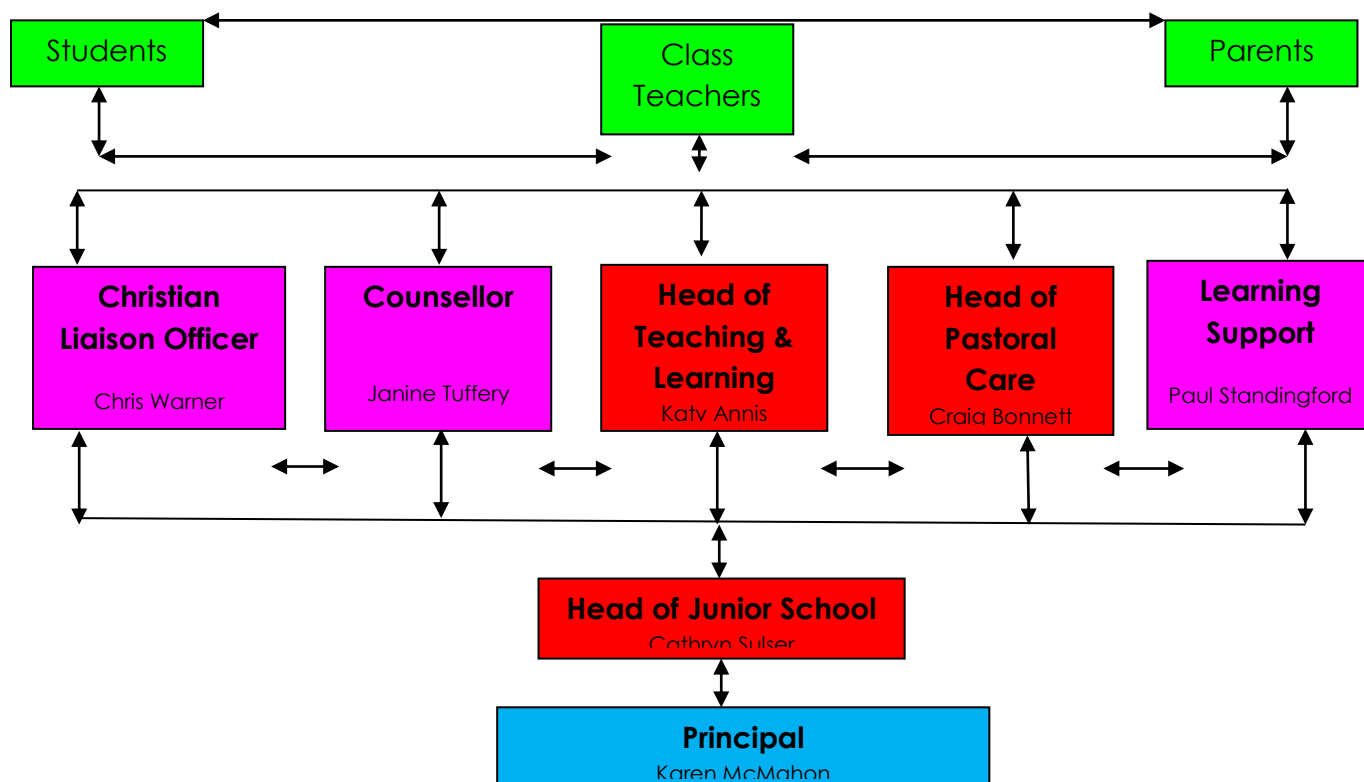 Students
Class
Teachers
Parents
Christian
Liaison Officer
Chris Warner
Counsellor
Janine Tuffery
Head of
Teaching &
Learning
Katy Annis
Head of
Pastoral
Care
Craig Bonnett
Learning
Support
Paul Standingford
Head of Junior School
Cathryn Sulser
Principal
Karen McMahon